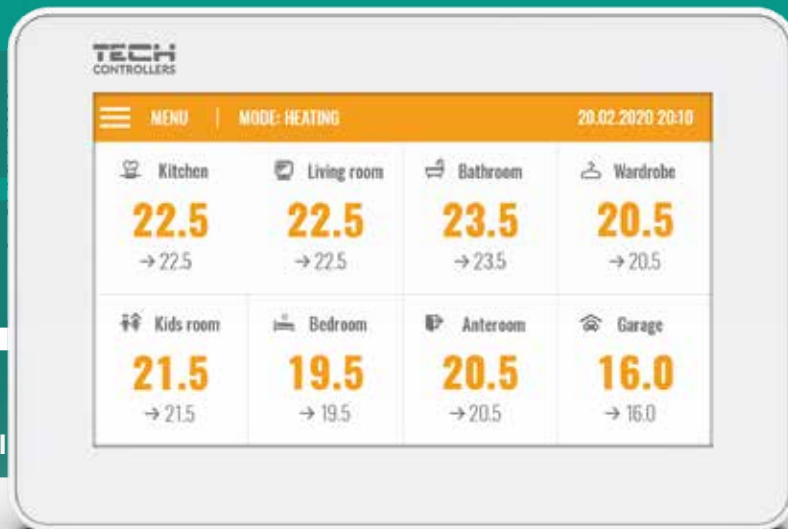 TECH
CONTROLLERS
MENU | MODE: HEATING 20.02.2020 20:10
Kitchen Living room Bathroom Wardrobe
22.5 22.5 23.5 20.5
→ 22.5 → 22.5 → 23.5 → 20.5
Kids room Bedroom Anteroom Garage
21.5 19.5 20.5 16.0
→ 21.5 → 19.5 → 20.5 → 16.0